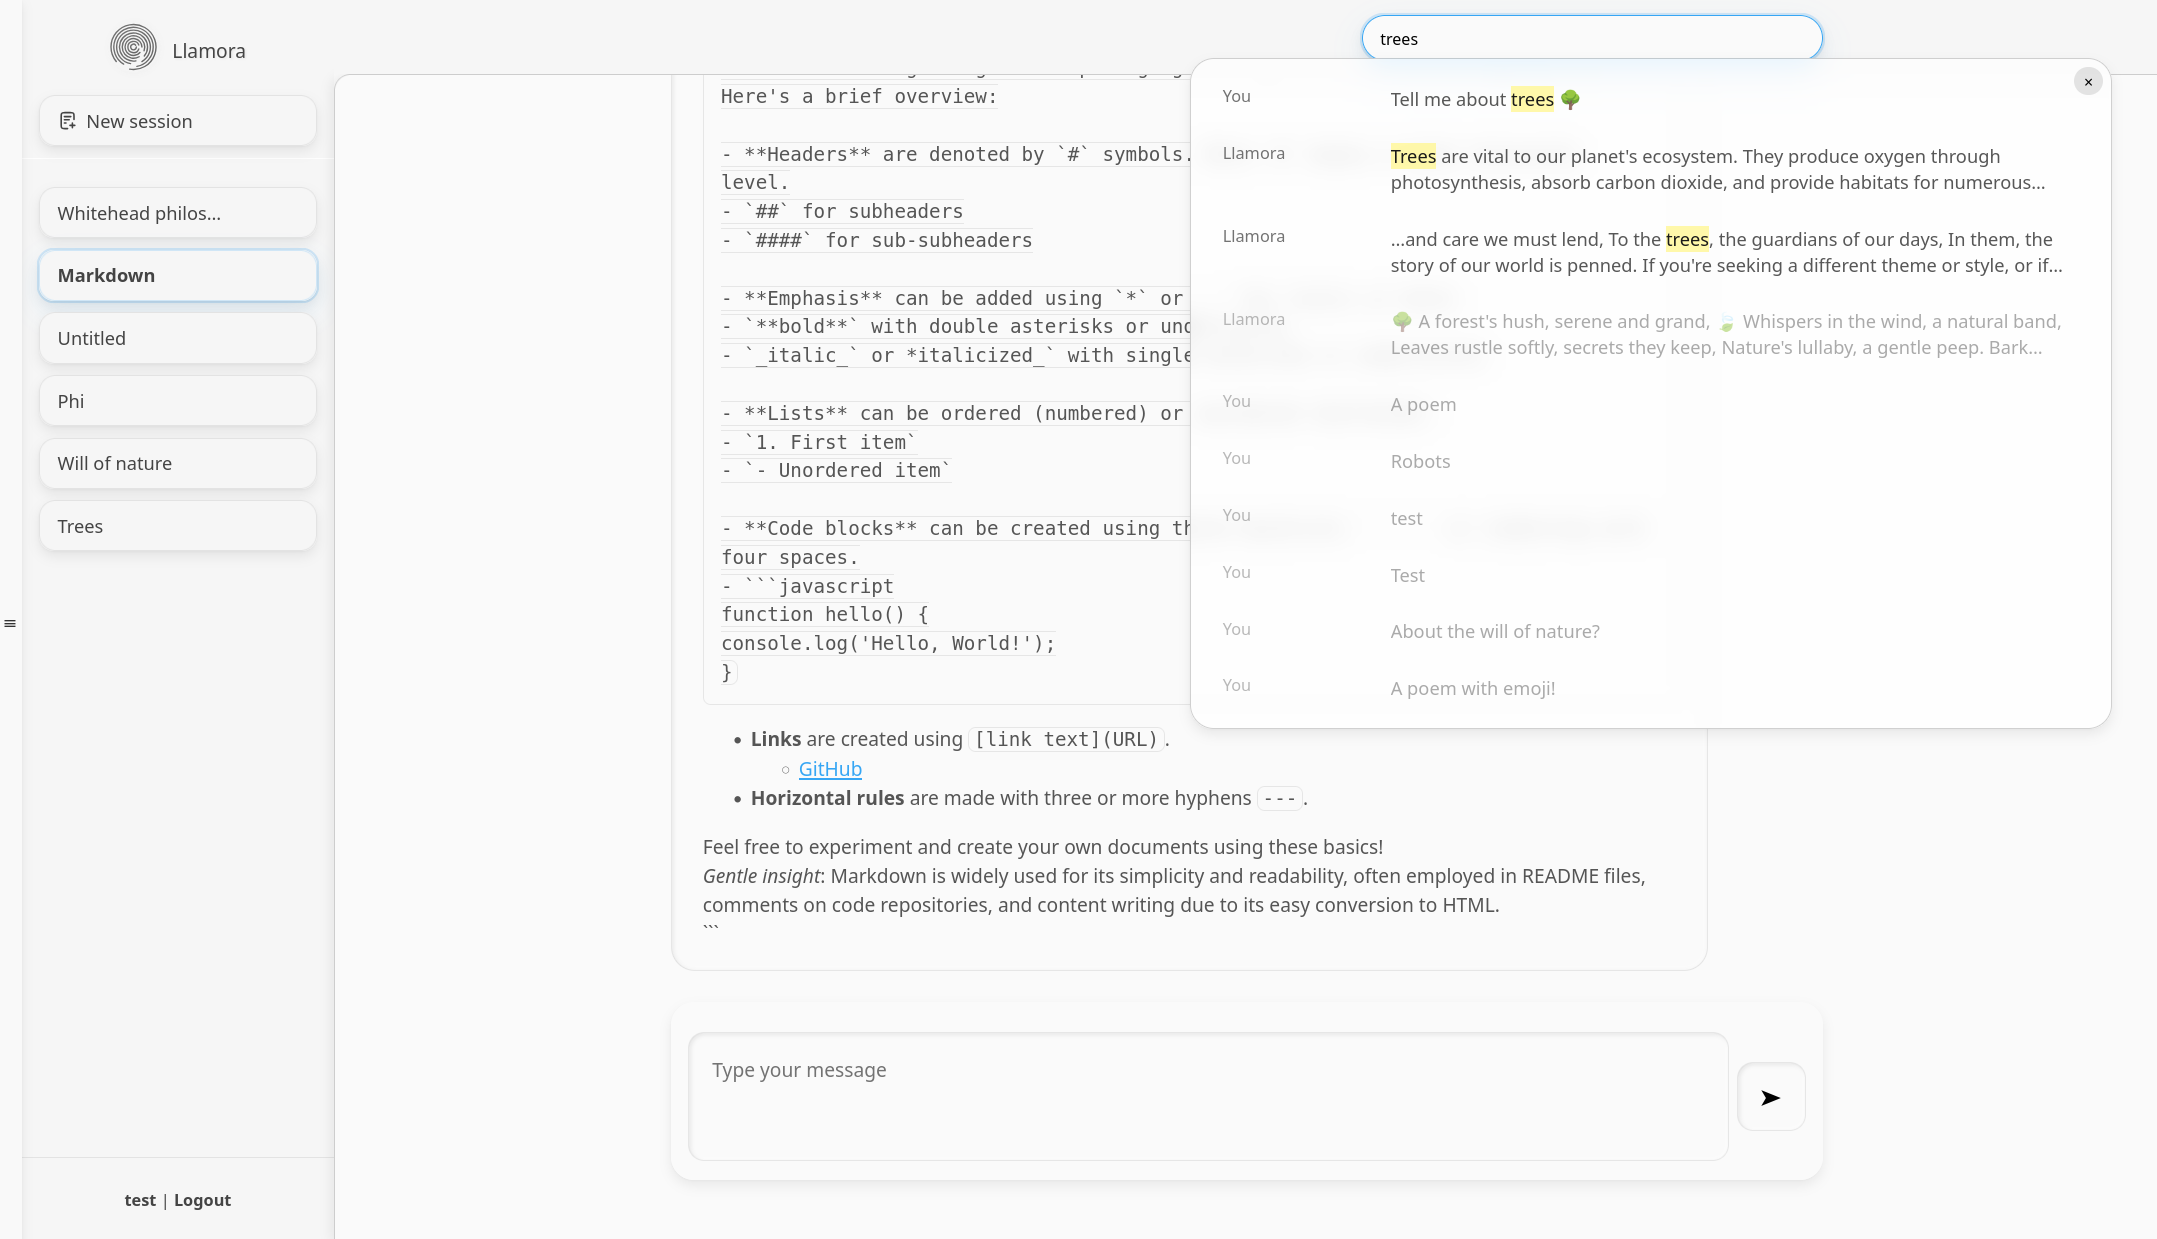 Llamora
New session
Whitehead philos...
Markdown
Untitled
Phi
Will of nature
Trees
test | Logout
trees
×
You
Tell me about trees 🌳
Llamora
Trees are vital to our planet's ecosystem. They produce oxygen through
photosynthesis, absorb carbon dioxide, and provide habitats for numerous...
Llamora
...and care we must lend, To the trees, the guardians of our days, In them, the
story of our world is penned. If you're seeking a different theme or style, or if...
Llamora
🌳 A forest's hush, serene and grand, 🍃 Whispers in the wind, a natural band,
Leaves rustle softly, secrets they keep, Nature's lullaby, a gentle peep. Bark...
You
A poem
You
Robots
You
test
You
Test
You
About the will of nature?
You
A poem with emoji!
Here's a brief overview:
- **Headers** are denoted by `#` symbols.
level.
- `##` for subheaders
- `####` for sub-subheaders
- **Emphasis** can be added using `*` or
- `**bold**` with double asterisks or
- `_italic_` or *italicized_` with single
- **Lists** can be ordered (numbered) or
- `1. First item`
- `- Unordered item`
- **Code blocks** can be created using
four spaces.
- ```javascript
function hello() {
console.log('Hello, World!');
}
• Links are created using [link text](URL).
○ GitHub
• Horizontal rules are made with three or more hyphens ---.
Feel free to experiment and create your own documents using these basics!
Gentle insight: Markdown is widely used for its simplicity and readability, often employed in README files,
comments on code repositories, and content writing due to its easy conversion to HTML.
```
Type your message